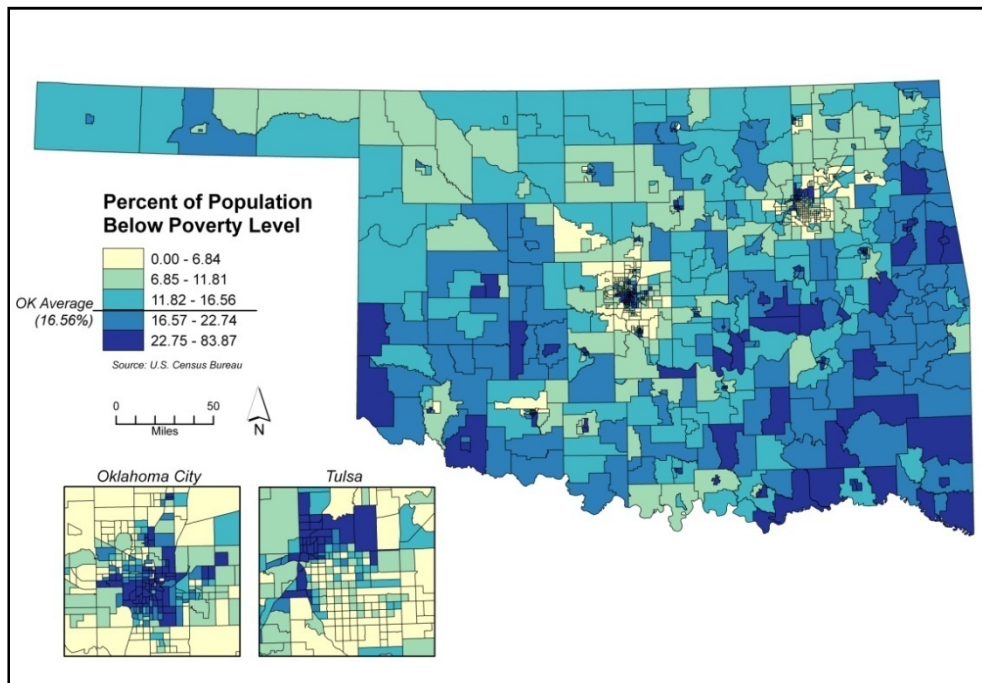 Percent of Population
Below Poverty Level
0.00 - 6.84
6.85 - 11.81
11.82 - 16.56
OK Average
(16.56%)
16.57 - 22.74
22.75 - 83.87
Source: U.S. Census Bureau
0 50
Miles
N
Oklahoma City
Tulsa